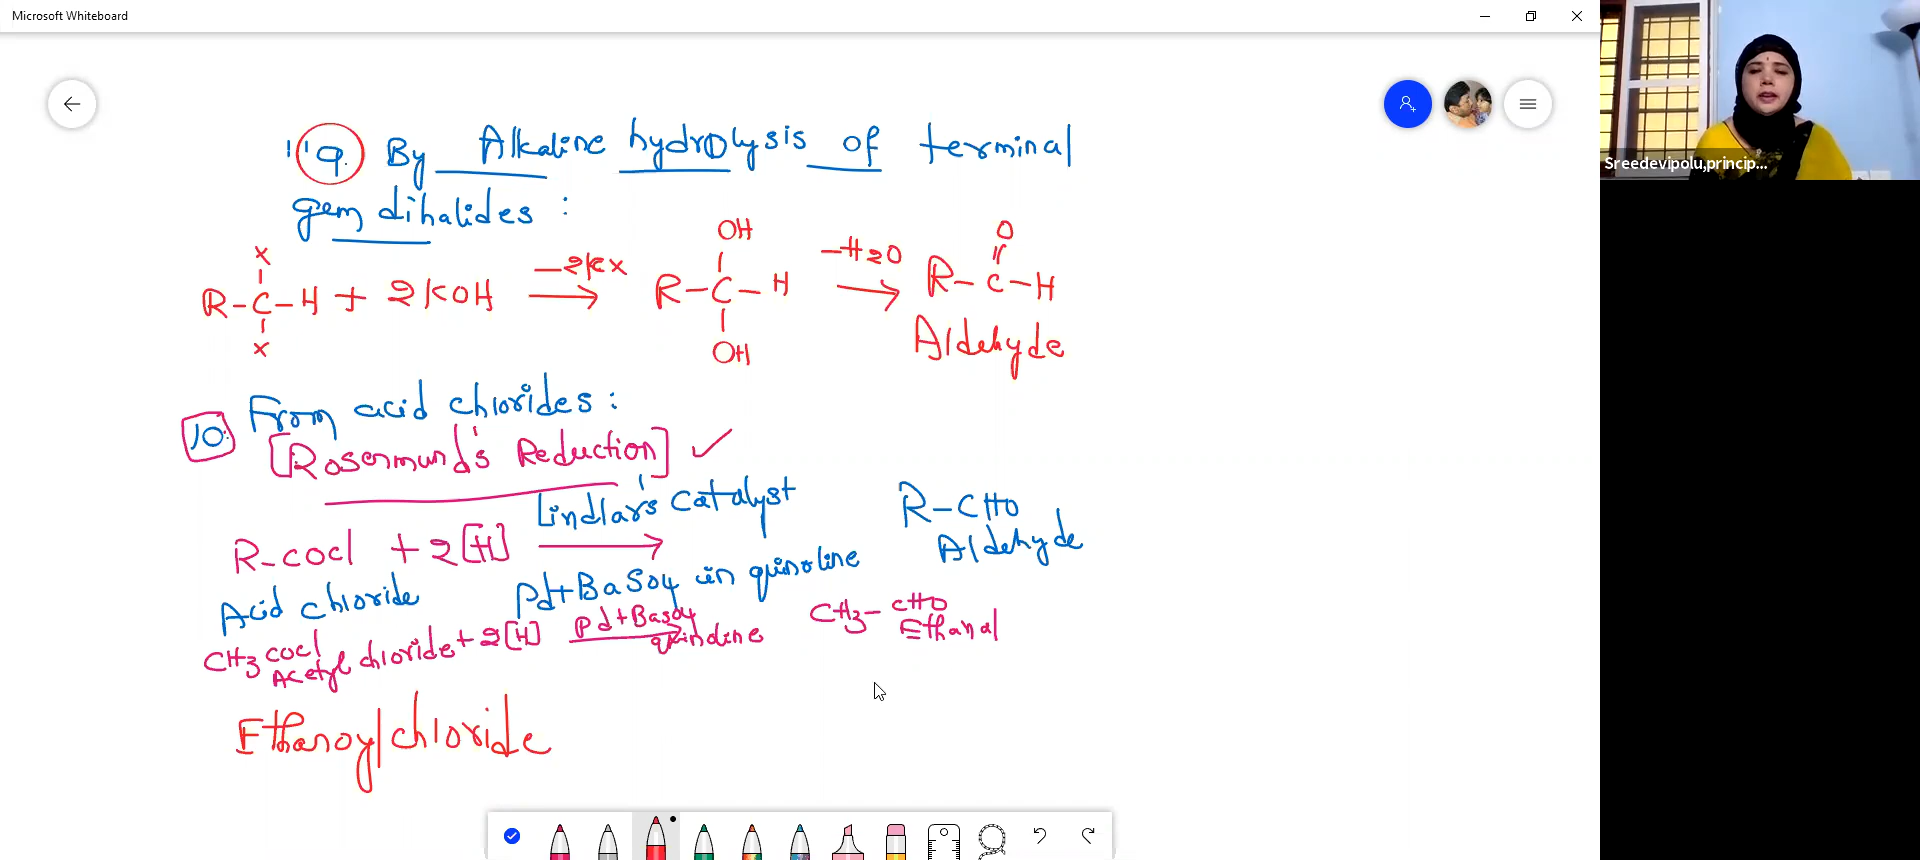 Microsoft Whiteboard
Sreedevipolu,princip...
9. By Alkaline hydrolysis of terminal
gem dihalides :
X OH O
R-C-H + 2KOH -2KX → R-C-H -H2O → R-C-H
X OH Aldehyde
10. From acid chlorides :
[Rosenmund's Reduction] ✓
Lindlar's catalyst
R-COCl + 2[H] → R-CHO
Acid chloride Pd+BaSO4 in quinoline Aldehyde
CH3COCl + 2[H] Pd+BaSO4 → CH3-CHO
Acetyl chloride Ethanal
Ethanoyl chloride